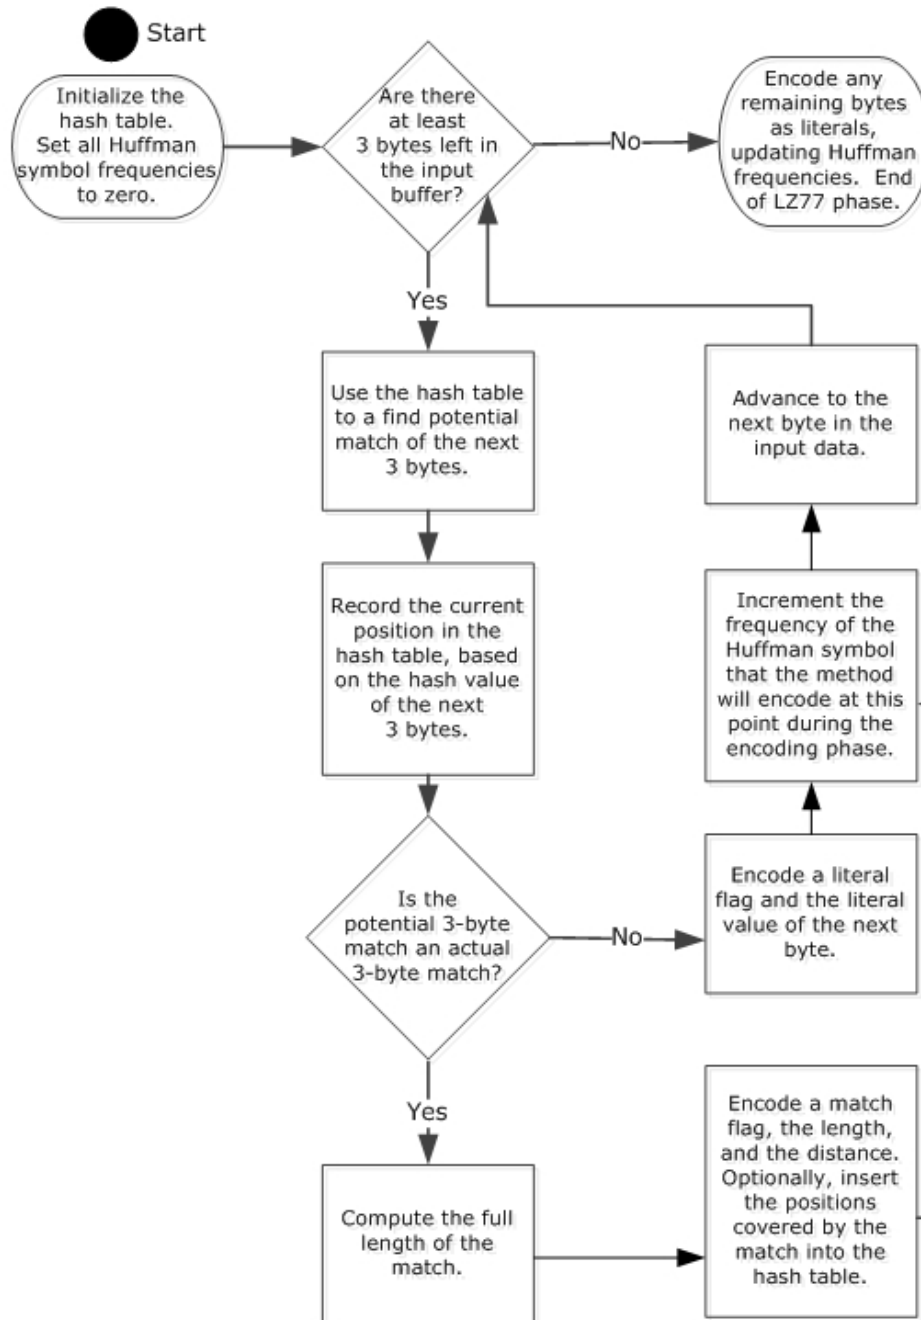 Start
Initialize the
hash table.
Set all Huffman
symbol frequencies
to zero.
Are there
at least
3 bytes left in
the input
buffer?
No
Encode any
remaining bytes
as literals,
updating Huffman
frequencies.  End
of LZ77 phase.
Yes
Use the hash table
to a find potential
match of the next
3 bytes.
Advance to the
next byte in the
input data.
Record the current
position in the
hash table, based
on the hash value
of the next
3 bytes.
Increment the
frequency of the
Huffman symbol
that the method
will encode at this
point during the
encoding phase.
Is the
potential 3-byte
match an actual
3-byte match?
No
Encode a literal
flag and the literal
value of the next
byte.
Yes
Compute the full
length of the
match.
Encode a match
flag, the length,
and the distance.
Optionally, insert
the positions
covered by the
match into the
hash table.